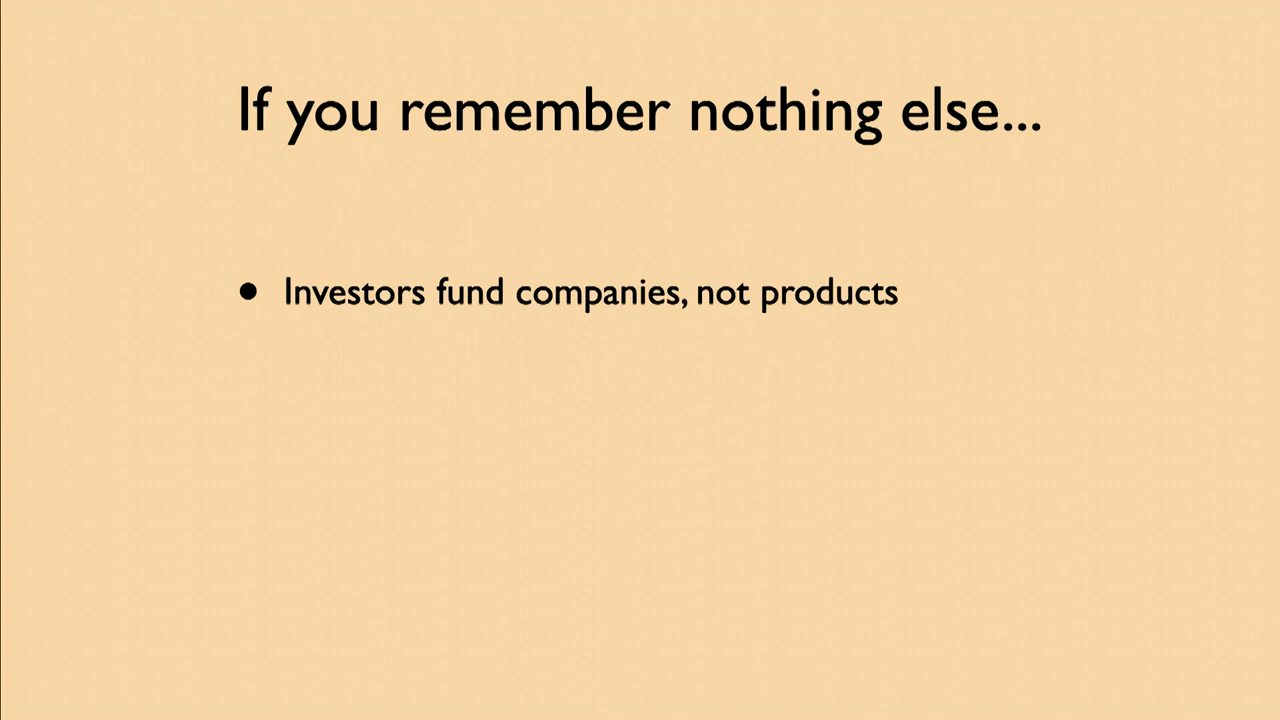 If you remember nothing else...
• Investors fund companies, not products